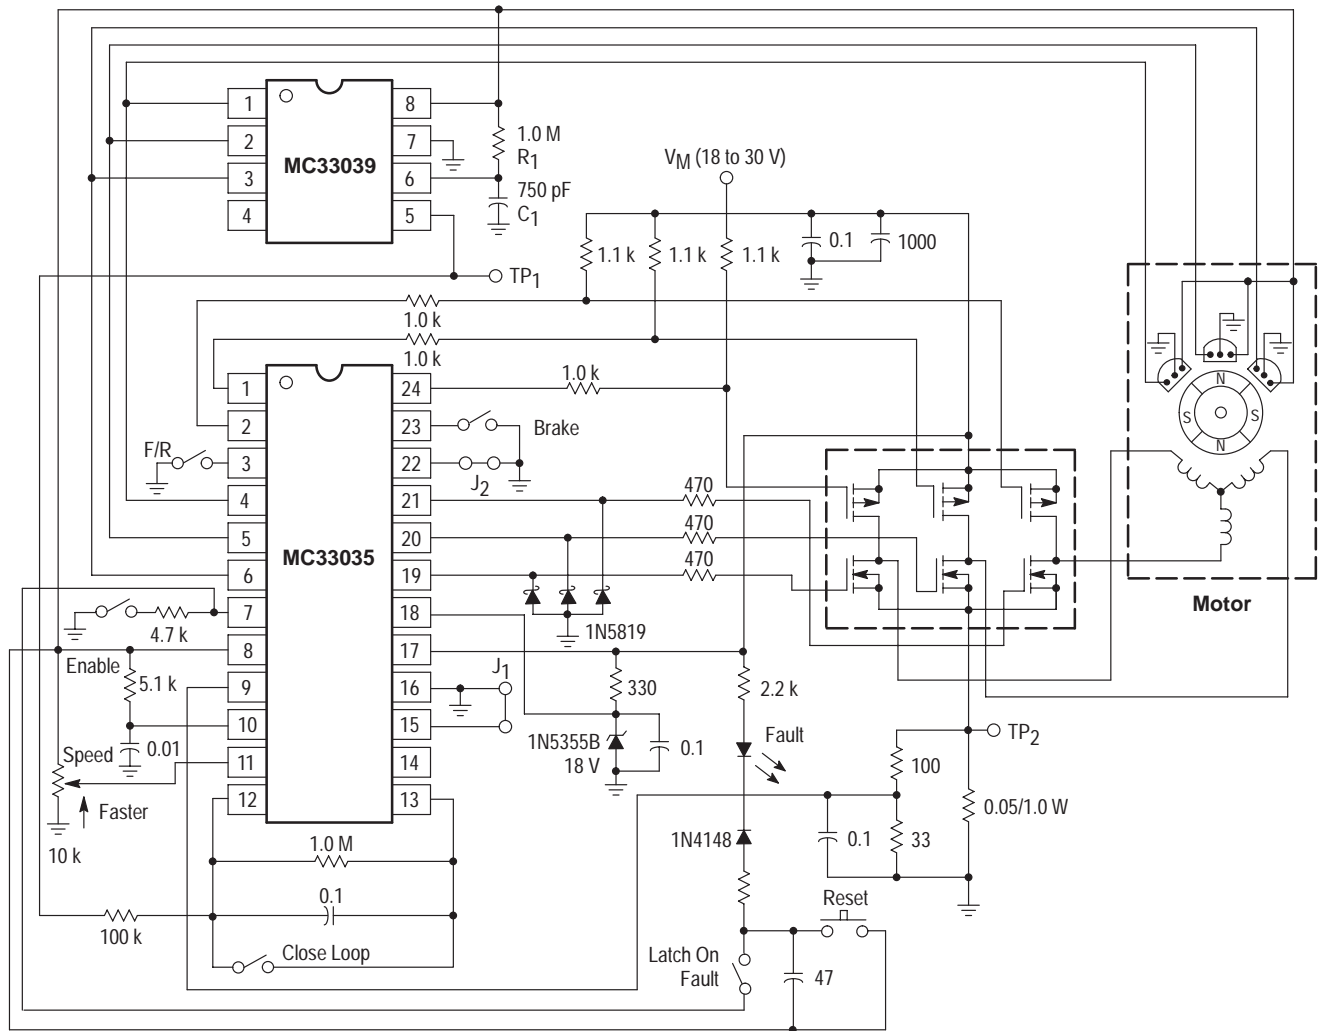 1
2
3
4
MC33039
8
7
6
5
1.0 M
R1
750 pF
C1
TP1
VM (18 to 30 V)
1.1 k
1.1 k
1.1 k
0.1
1000
1.0 k
1.0 k
1.0 k
N
S
S
N
Motor
1
2
3
4
5
6
7
8
9
10
11
12
MC33035
24
23
22
21
20
19
18
17
16
15
14
13
Brake
J2
F/R
470
470
470
1N5819
4.7 k
Enable
5.1 k
0.01
Speed
Faster
10 k
J1
330
1N5355B
18 V
0.1
2.2 k
Fault
TP2
100
0.05/1.0 W
0.1
33
1N4148
1.0 M
0.1
100 k
Close Loop
Reset
Latch On
Fault
47